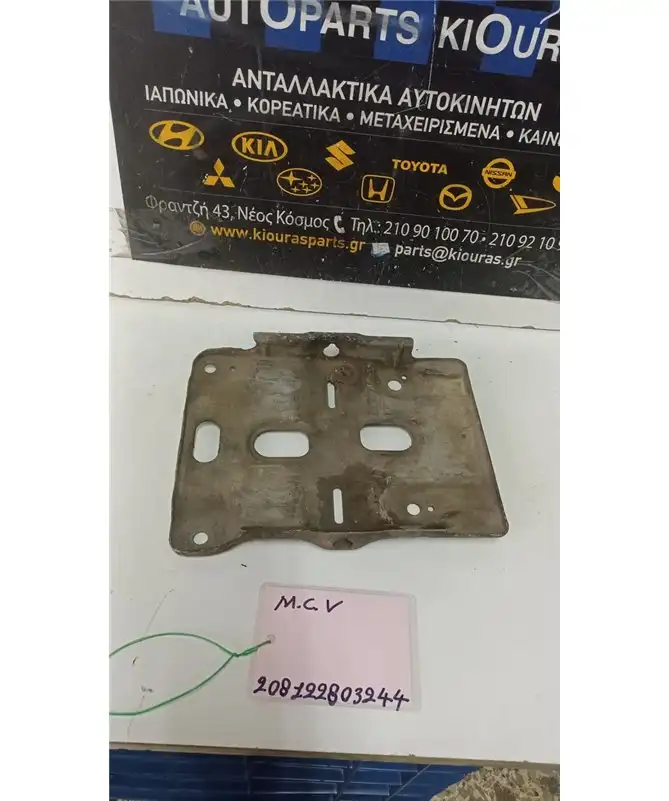 AUTOPARTS KIOUR
ΑΝΤΑΛΛΑΚΤΙΚΑ ΑΥΤΟΚΙΝΗΤΩΝ
ΙΑΠΩΝΙΚΑ • ΚΟΡΕΑΤΙΚΑ • ΜΕΤΑΧΕΙΡΙΣΜΕΝΑ • ΚΑΙΝ
KIA
TOYOTA
NISSAN
Φραντζή 43, Νέος Κόσμος Τηλ.: 210 90 100 70 • 210 92 10
www.kiourasparts.gr parts@kiouras.gr
M.C.V
208122803244